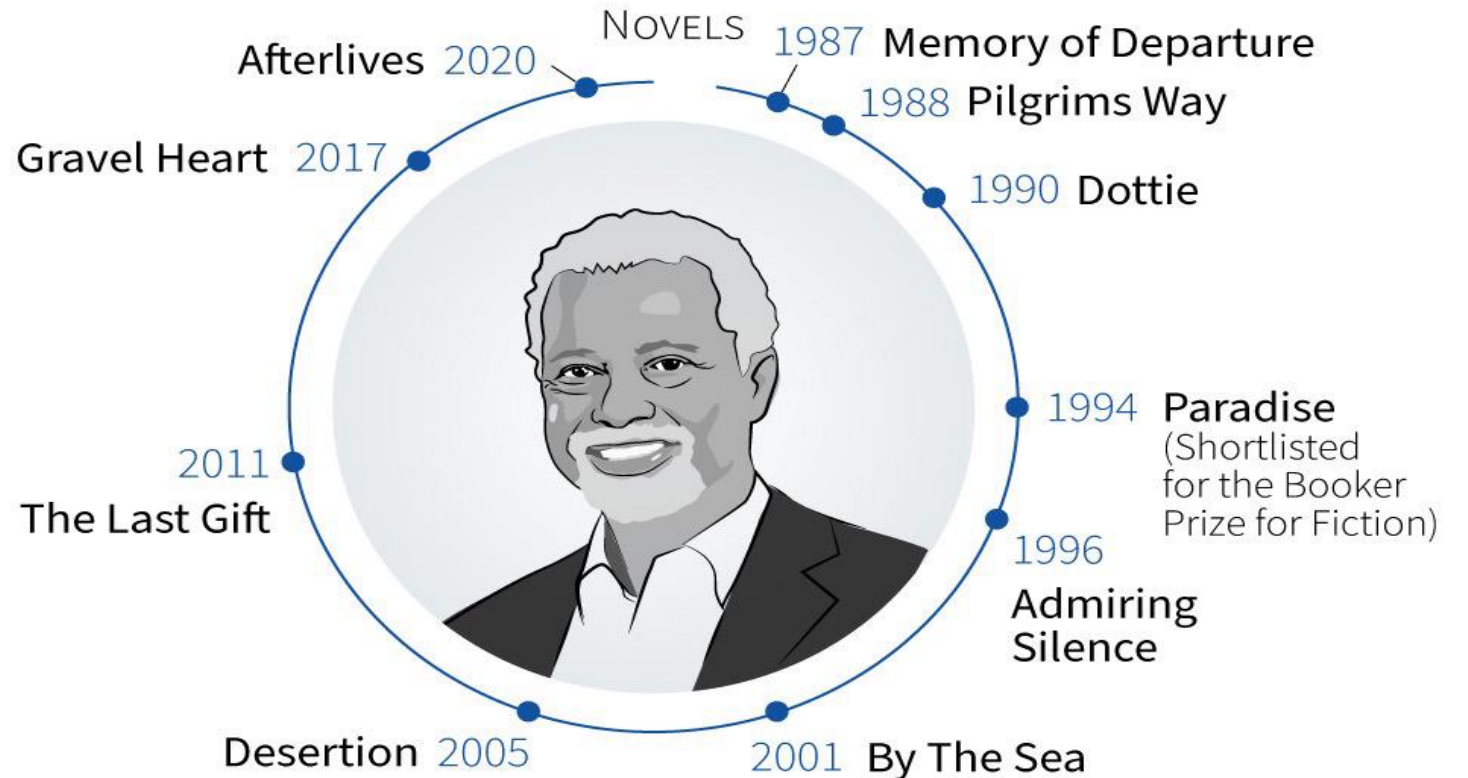 NOVELS
1987 Memory of Departure
1988 Pilgrims Way
1990 Dottie
1994 Paradise
(Shortlisted
for the Booker
Prize for Fiction)
1996
Admiring
Silence
2001 By The Sea
Desertion 2005
2011
The Last Gift
Gravel Heart 2017
Afterlives 2020